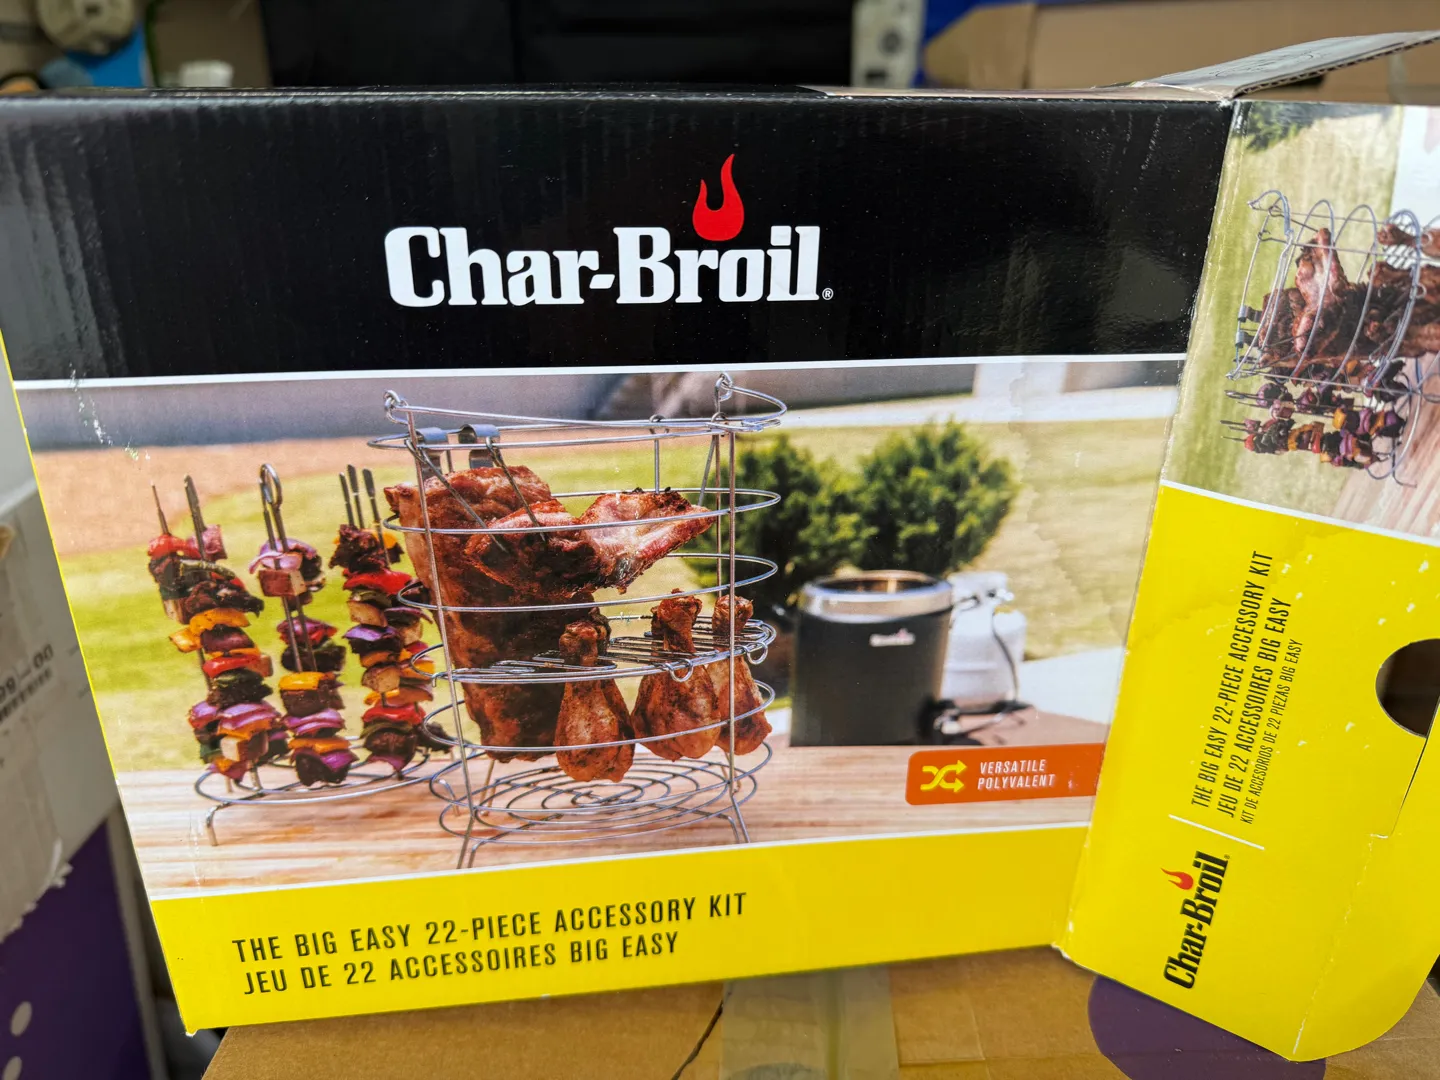 Char-Broil®
VERSATILE
POLYVALENT
THE BIG EASY 22-PIECE ACCESSORY KIT
JEU DE 22 ACCESSOIRES BIG EASY
THE BIG EASY 22-PIECE ACCESSORY KIT
JEU DE 22 ACCESSOIRES BIG EASY
KIT DE ACCESORIOS DE 22 PIEZAS BIG EASY
Char-Broil